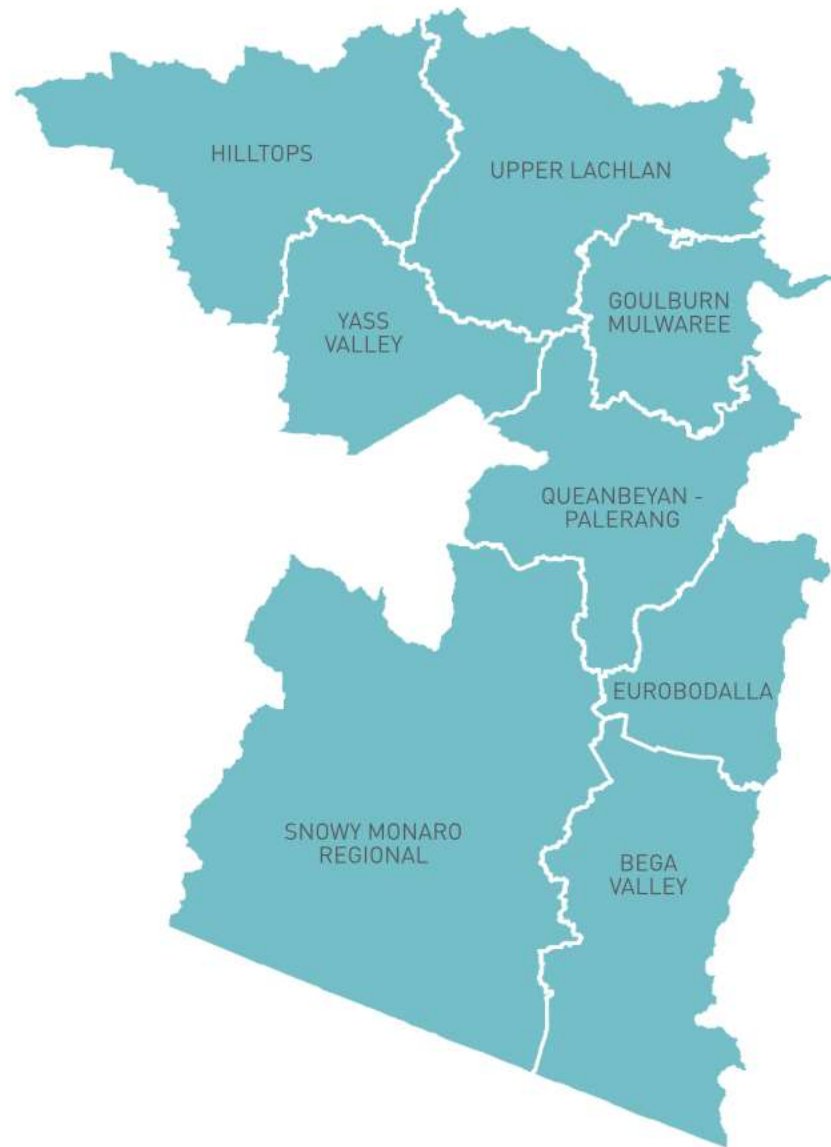 HILLTOPS
UPPER LACHLAN
GOULBURN
MULWAREE
YASS
VALLEY
QUEANBEYAN -
PALERANG
EUROBODALLA
SNOWY MONARO
REGIONAL
BEGA
VALLEY